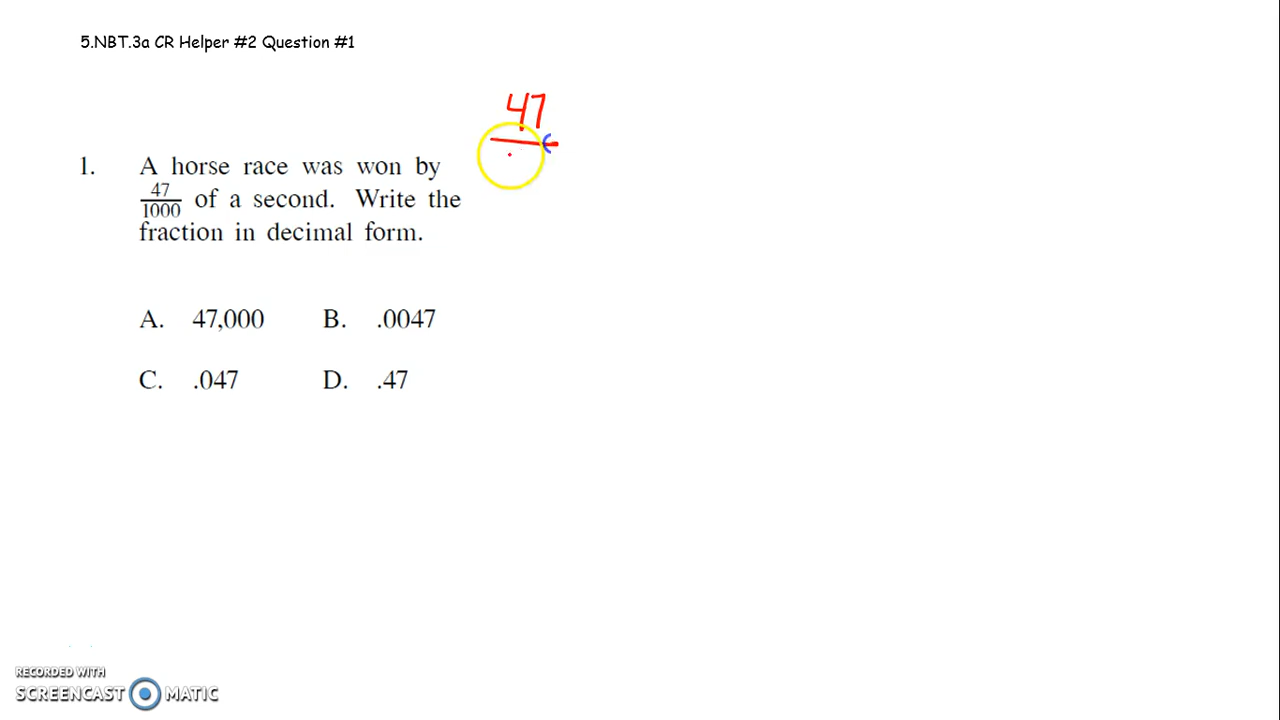 5.NBT.3a CR Helper #2 Question #1
47
1. A horse race was won by
47/1000 of a second. Write the
fraction in decimal form.
A. 47,000 B. .0047
C. .047 D. .47
RECORDED WITH
SCREENCAST MATIC